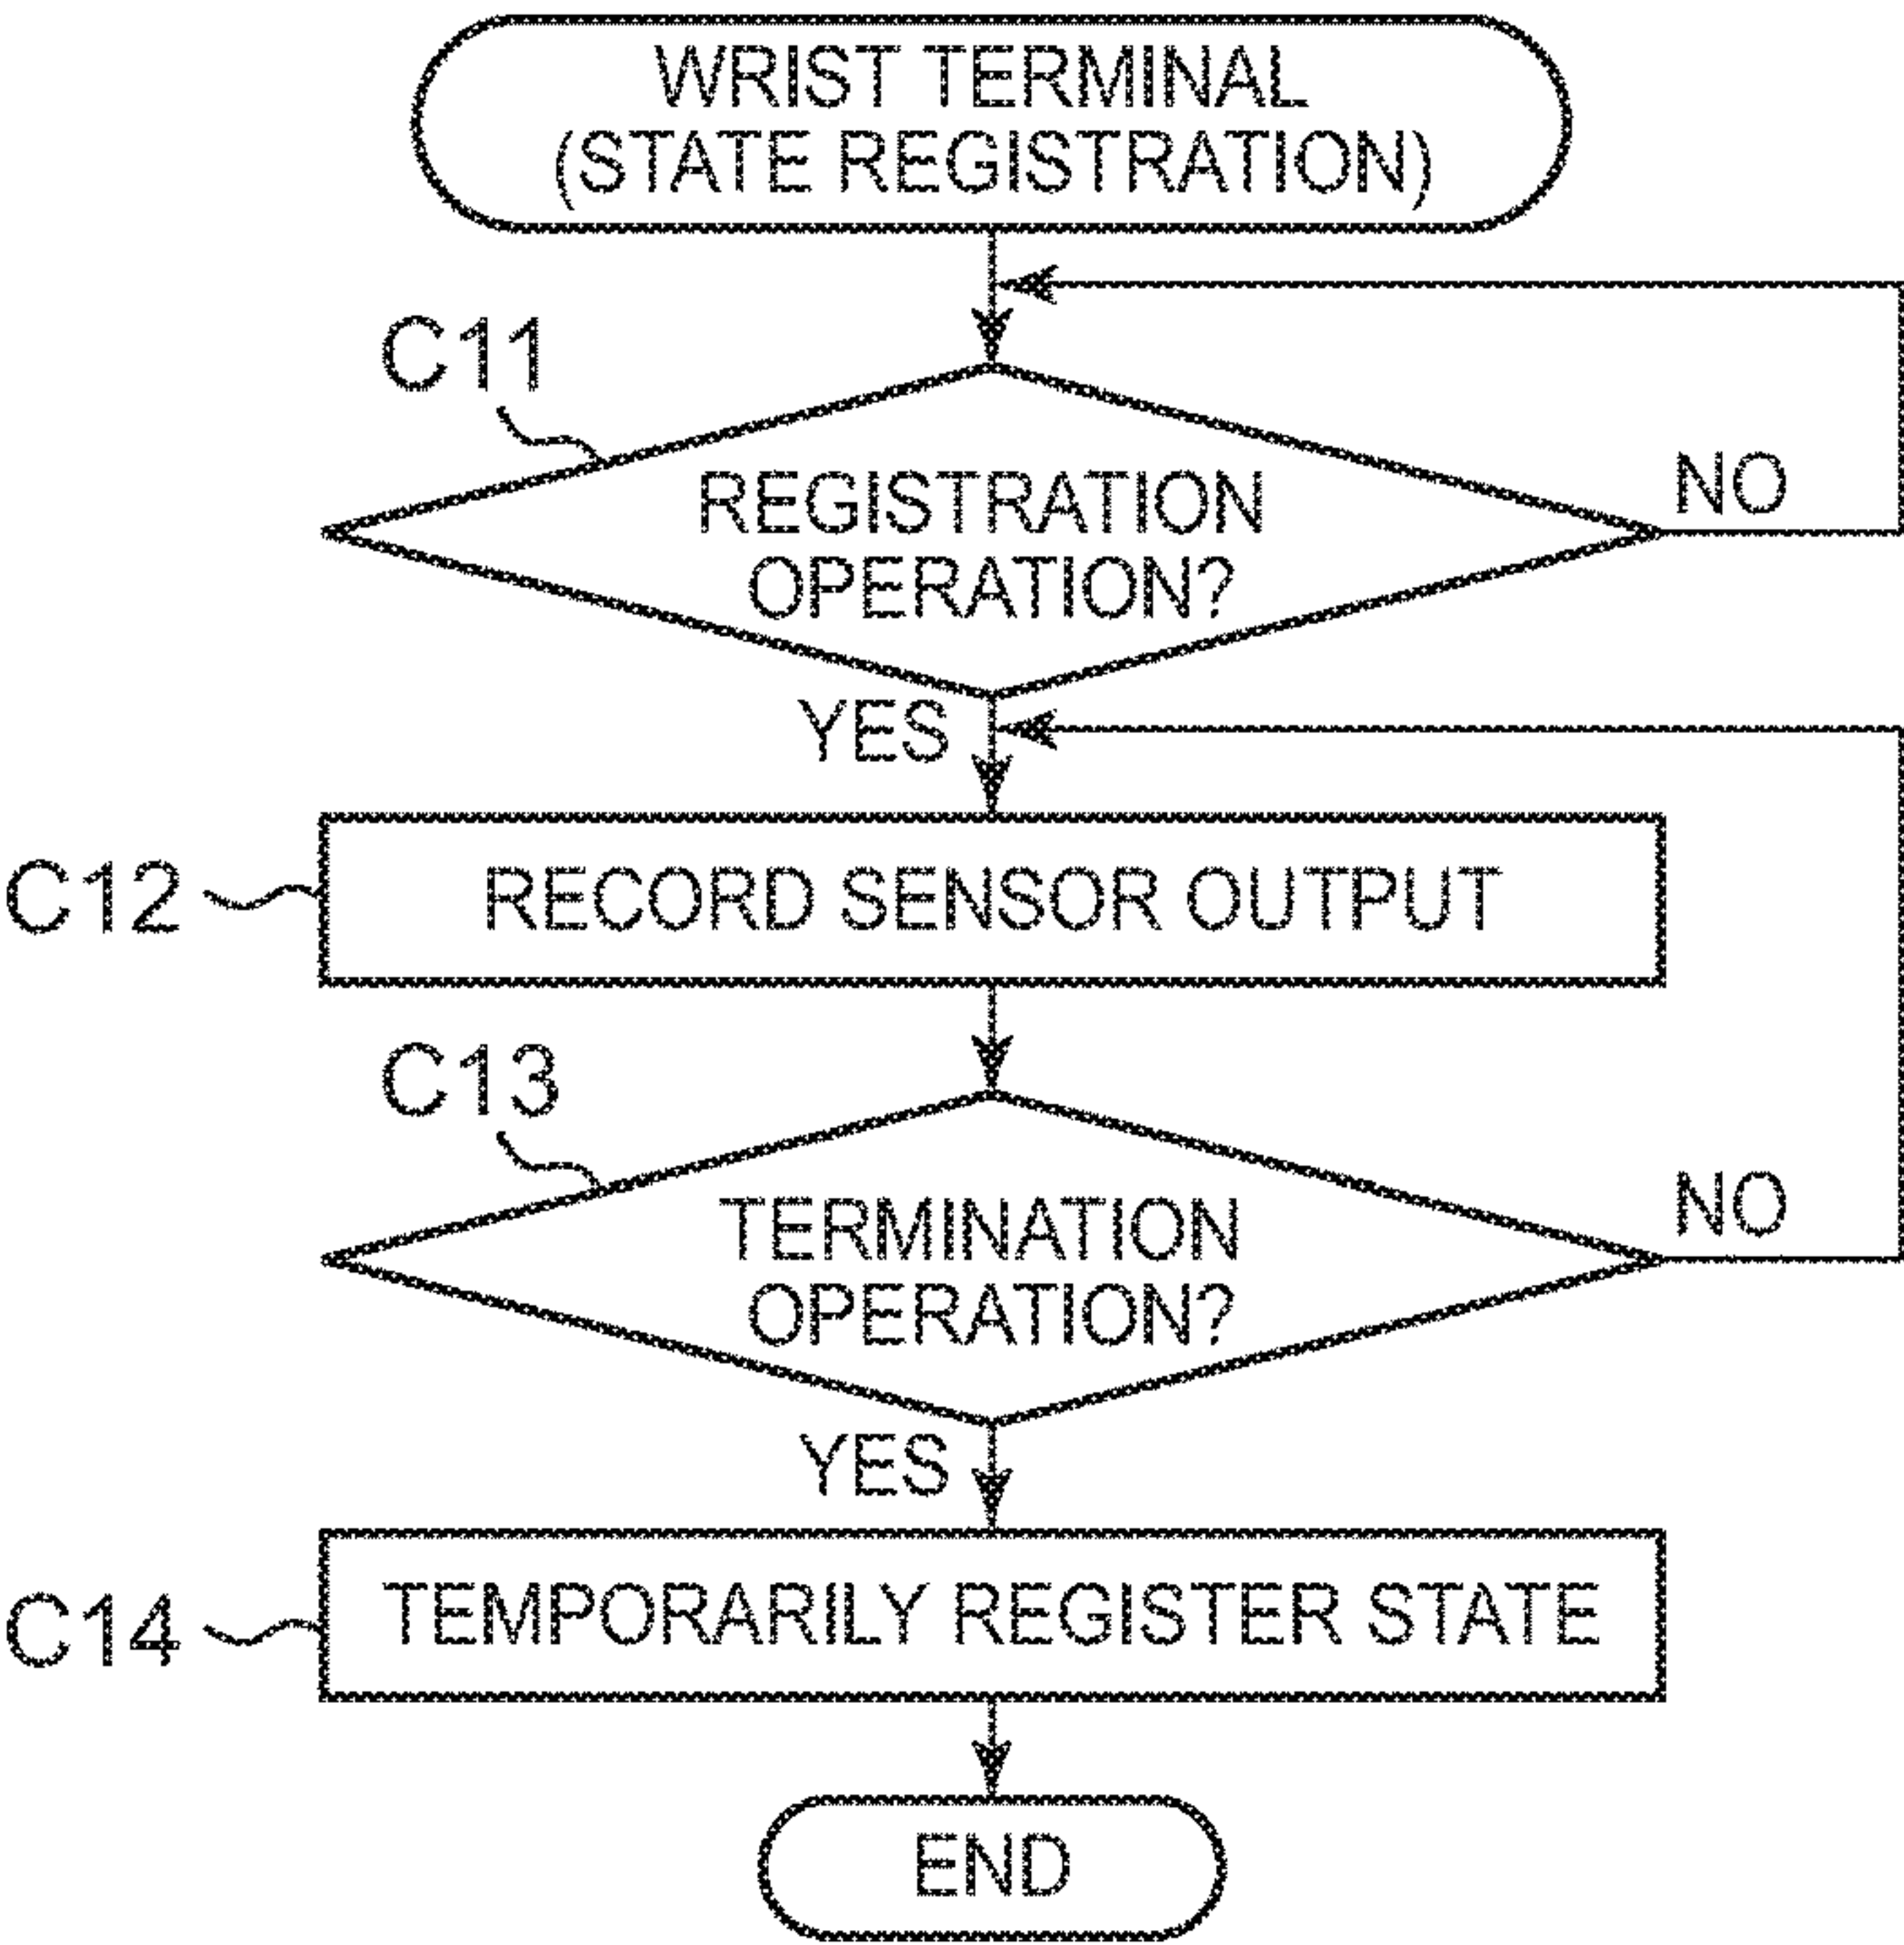 WRIST TERMINAL
(STATE REGISTRATION)
C11
REGISTRATION
OPERATION?
NO
YES
C12
RECORD SENSOR OUTPUT
C13
TERMINATION
OPERATION?
NO
YES
C14
TEMPORARILY REGISTER STATE
END